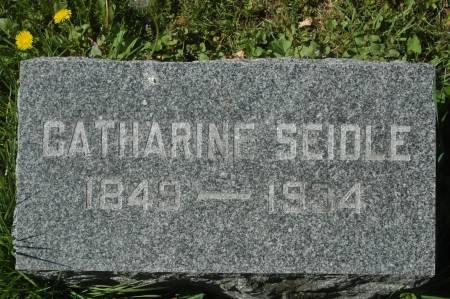 CATHARINE SEIDLE
1849 — 1934